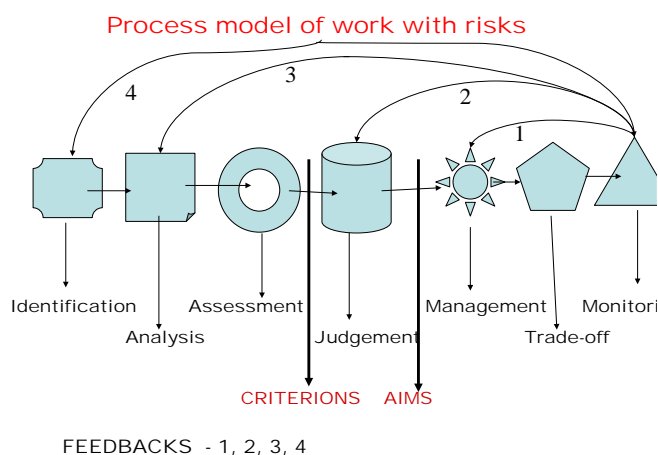 Process model of work with risks
4
3
2
1
Identification
Assessment
Management
Monitori
Analysis
Judgement
Trade-off
CRITERIONS AIMS
FEEDBACKS - 1, 2, 3, 4